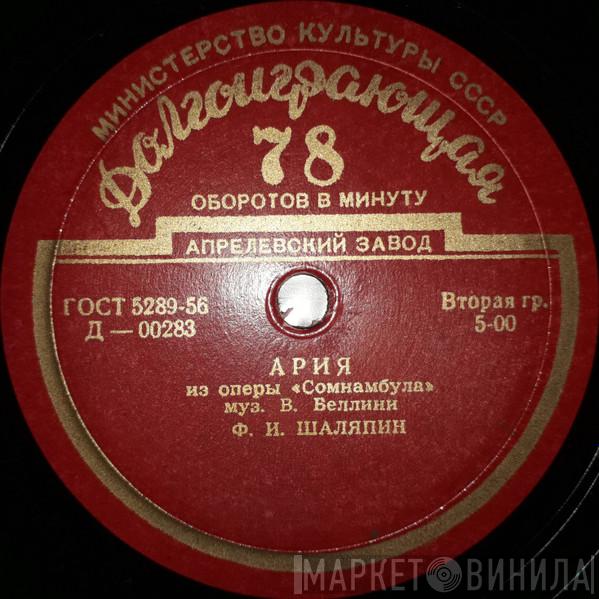 МИНИСТЕРСТВО КУЛЬТУРЫ СССР
Долгоиграющая
78
ОБОРОТОВ В МИНУТУ
АПРЕЛЕВСКИЙ ЗАВОД
ГОСТ 5289-56
Д — 00283
Вторая гр.
5-00
АРИЯ
из оперы «Сомнамбула»
муз. В. Беллини
Ф. И. ШАЛЯПИН
МАРКЕТ ВИНИЛА